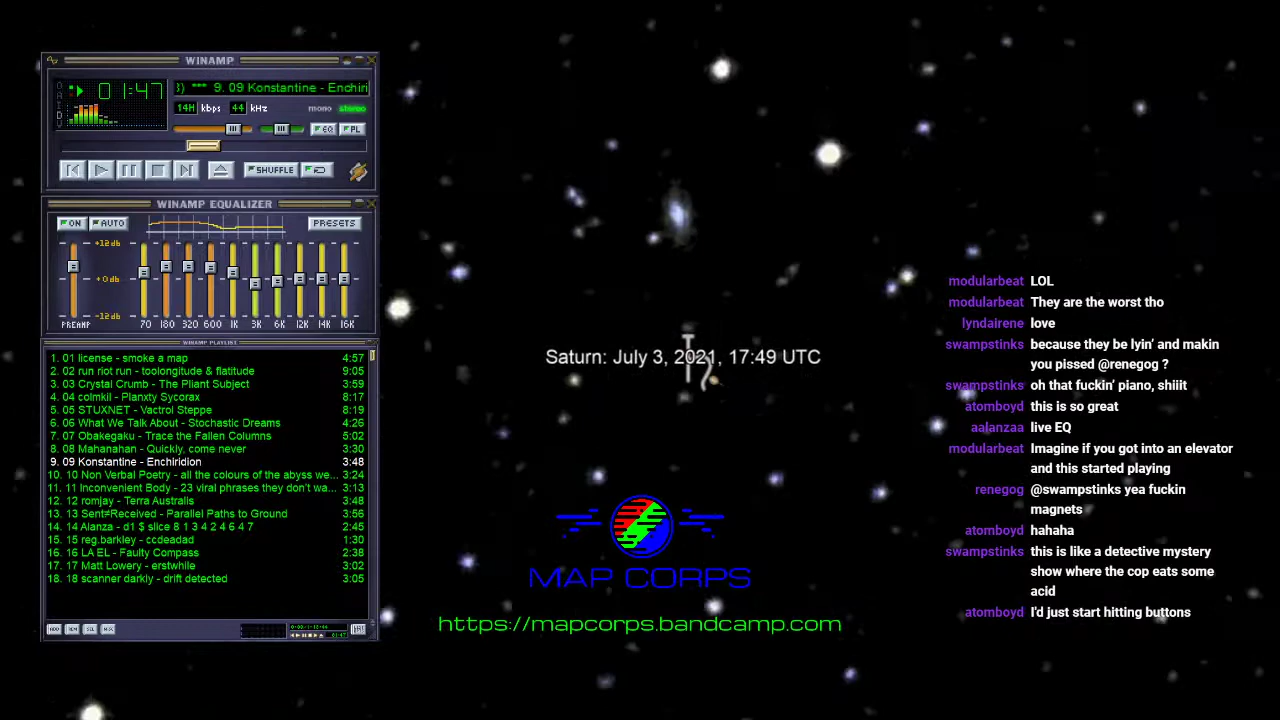 WINAMP
01:47
3) *** 9. 09 Konstantine - Enchiri
14H kbps 44 kHz mono stereo
EQ PL
SHUFFLE
WINAMP EQUALIZER
ON AUTO PRESETS
+12db
+0db
-12db
PREAMP 70 180 320 600 1K 3K 6K 12K 14K 16K
WINAMP PLAYLIST
1. 01 license - smoke a map 4:57
2. 02 run riot run - toolongitude & flatitude 9:05
3. 03 Crystal Crumb - The Pliant Subject 3:59
4. 04 colmkil - Planxty Sycorax 8:17
5. 05 STUXNET - Vactrol Steppe 8:19
6. 06 What We Talk About - Stochastic Dreams 4:26
7. 07 Obakegaku - Trace the Fallen Columns 5:02
8. 08 Mahanahan - Quickly, come never 3:30
9. 09 Konstantine - Enchiridion 3:48
10. 10 Non Verbal Poetry - all the colours of the abyss we... 3:24
11. 11 Inconvenient Body - 23 viral phrases they don't wa... 3:13
12. 12 romjay - Terra Australis 3:48
13. 13 Sent≠Received - Parallel Paths to Ground 3:56
14. 14 Alanza - d1 $ slice 8 1 3 4 2 4 6 4 7 2:45
15. 15 reg.barkley - ccdeadad 1:30
16. 16 LA EL - Faulty Compass 2:38
17. 17 Matt Lowery - erstwhile 3:02
18. 18 scanner darkly - drift detected 3:05
Saturn: July 3, 2021, 17:49 UTC
MAP CORPS
https://mapcorps.bandcamp.com
modularbeat LOL
modularbeat They are the worst tho
lyndairene love
swampstinks because they be lyin' and makin
you pissed @renegog ?
swampstinks oh that fuckin' piano, shiiit
atomboyd this is so great
aalanzaa live EQ
modularbeat Imagine if you got into an elevator
and this started playing
renegog @swampstinks yea fuckin
magnets
atomboyd hahaha
swampstinks this is like a detective mystery
show where the cop eats some
acid
atomboyd I'd just start hitting buttons